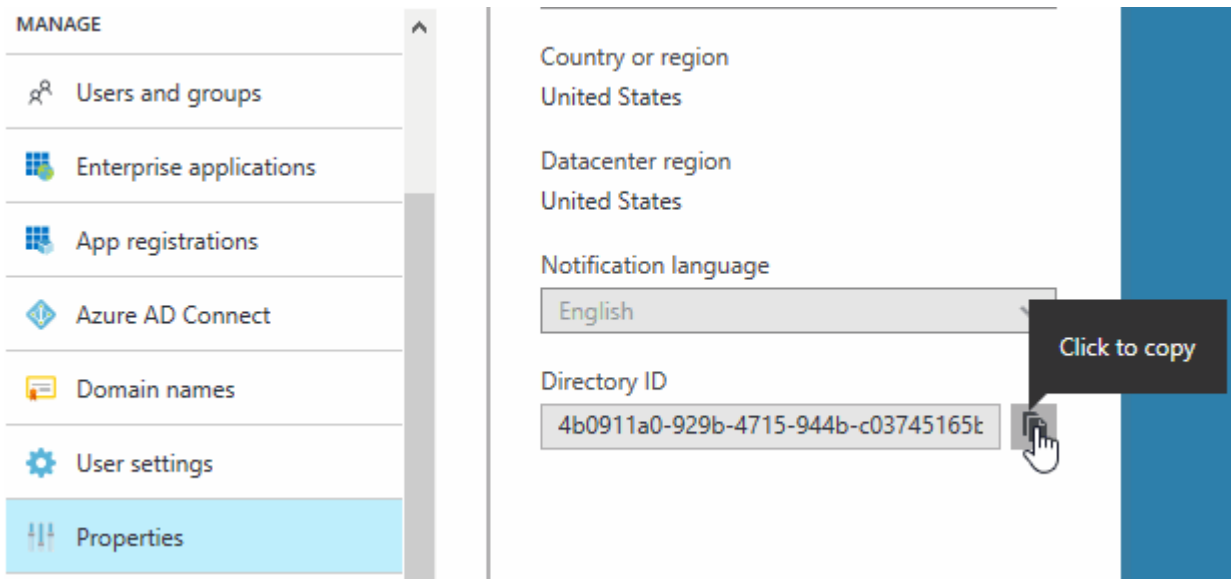 MANAGE
Users and groups
Enterprise applications
App registrations
Azure AD Connect
Domain names
User settings
Properties
Country or region
United States
Datacenter region
United States
Notification language
English
Click to copy
Directory ID
4b0911a0-929b-4715-944b-c03745165b